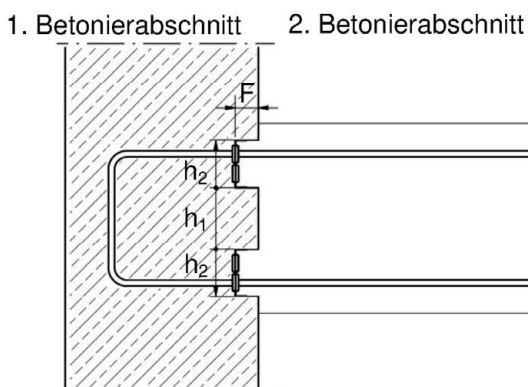 1. Betonierabschnitt 2. Betonierabschnitt
F
h₂
h₁
h₂